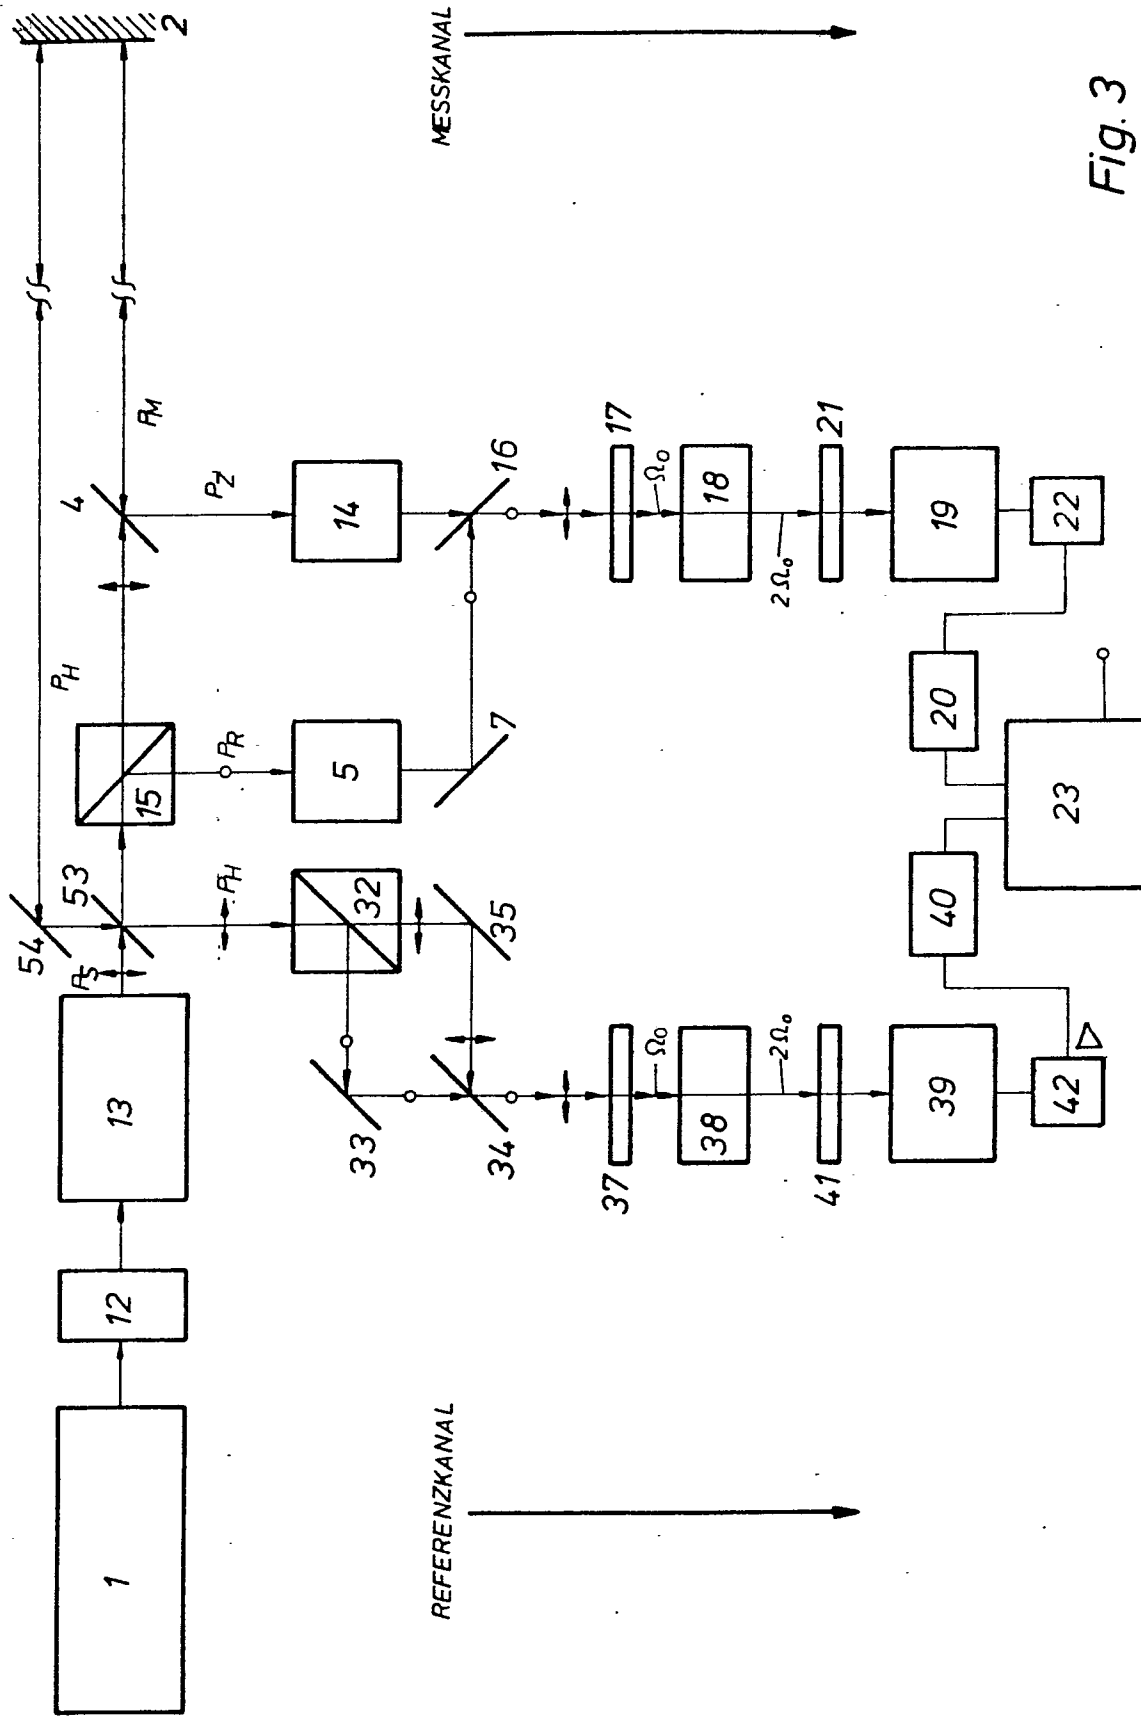 1
12
13
P_S
54
53
P_H
15
P_R
P_H
4
P_M
P_Z
2
32
35
33
34
5
7
14
16
REFERENZKANAL
MESSKANAL
37
Ω₀
38
2Ω₀
41
39
42
Δ
40
17
Ω₀
18
2Ω₀
21
19
22
20
23
Fig. 3